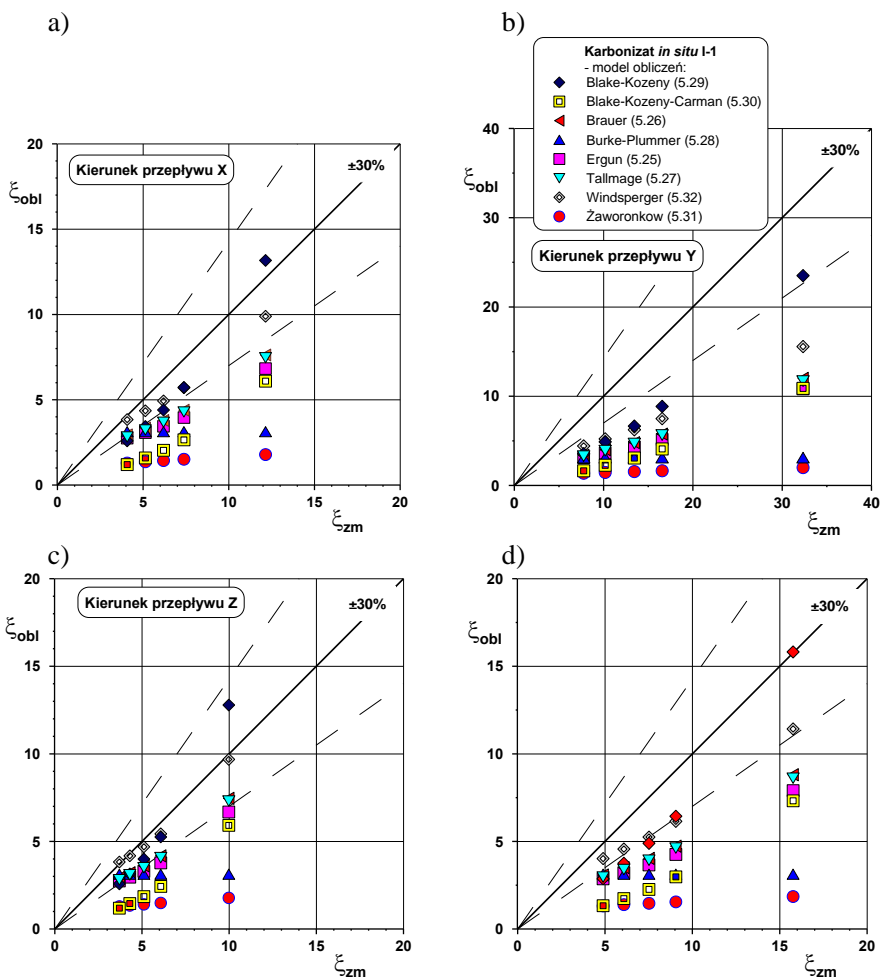 a)
20
15
10
5
0
0
5
10
15
20
ξobl
ξzm
Kierunek przepływu X
±30%
b)
Karbonizat in situ I-1
- model obliczeń:
Blake-Kozeny (5.29)
Blake-Kozeny-Carman (5.30)
Brauer (5.26)
Burke-Plummer (5.28)
Ergun (5.25)
Tallmage (5.27)
Windsperger (5.32)
Żaworonkow (5.31)
40
30
20
10
0
0
10
20
30
40
ξobl
ξzm
Kierunek przepływu Y
±30%
c)
20
15
10
5
0
0
5
10
15
20
ξobl
ξzm
Kierunek przepływu Z
±30%
d)
20
15
10
5
0
0
5
10
15
20
ξobl
ξzm
±30%